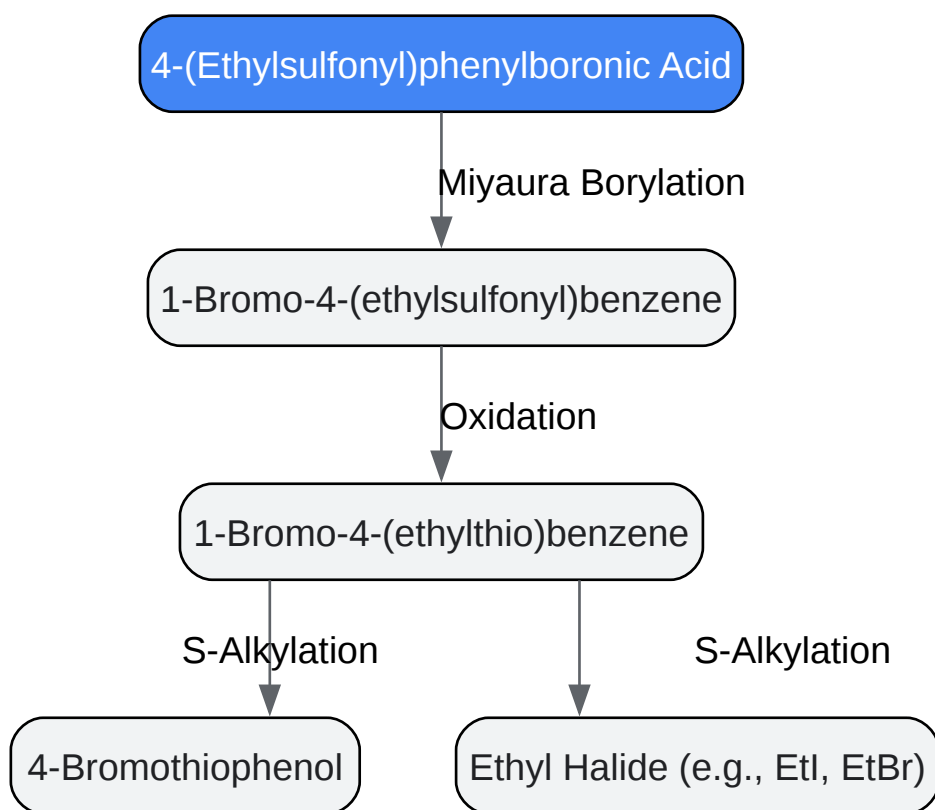 4-(Ethylsulfonyl)phenylboronic Acid
Miyaura Borylation
1-Bromo-4-(ethylsulfonyl)benzene
Oxidation
1-Bromo-4-(ethylthio)benzene
S-Alkylation
S-Alkylation
4-Bromothiophenol
Ethyl Halide (e.g., EtI, EtBr)